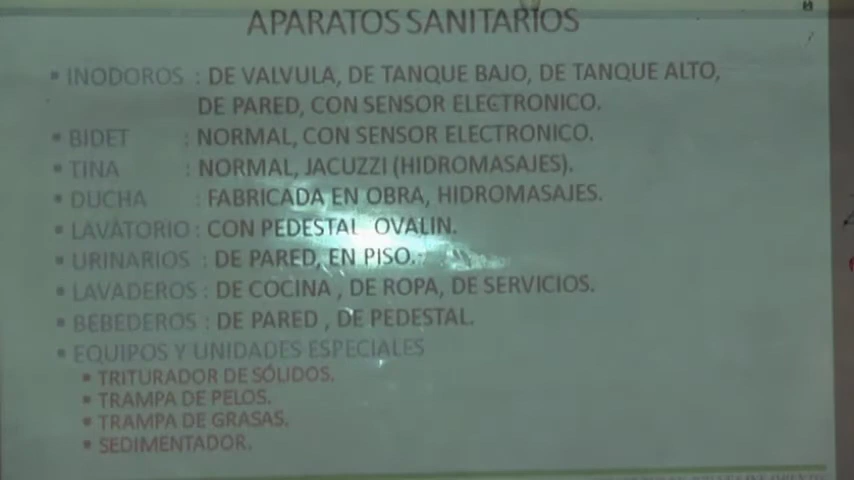 APARATOS SANITARIOS
▪ INODOROS : DE VALVULA, DE TANQUE BAJO, DE TANQUE ALTO,
DE PARED, CON SENSOR ELECTRONICO.
▪ BIDET : NORMAL, CON SENSOR ELECTRONICO.
▪ TINA : NORMAL, JACUZZI (HIDROMASAJES).
▪ DUCHA : FABRICADA EN OBRA, HIDROMASAJES.
▪ LAVATORIO : CON PEDESTAL OVALIN.
▪ URINARIOS : DE PARED, EN PISO.
▪ LAVADEROS : DE COCINA , DE ROPA, DE SERVICIOS.
▪ BEBEDEROS : DE PARED , DE PEDESTAL.
▪ EQUIPOS Y UNIDADES ESPECIALES
▪ TRITURADOR DE SÓLIDOS.
▪ TRAMPA DE PELOS.
▪ TRAMPA DE GRASAS.
▪ SEDIMENTADOR.